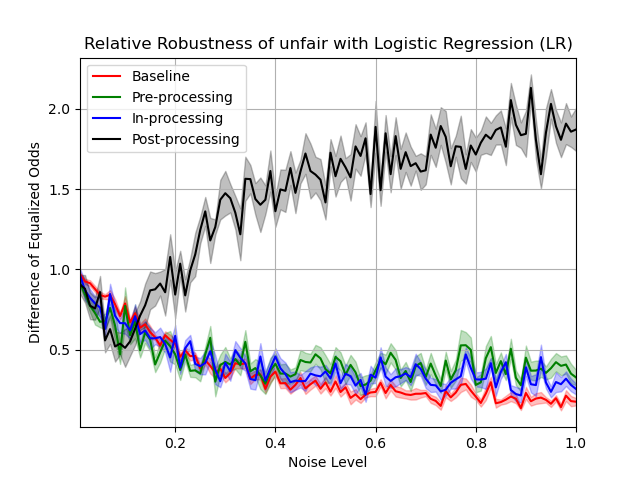 Relative Robustness of unfair with Logistic Regression (LR)
Baseline
Pre-processing
In-processing
Post-processing
Difference of Equalized Odds
2.0
1.5
1.0
0.5
0.2
0.4
0.6
0.8
1.0
Noise Level